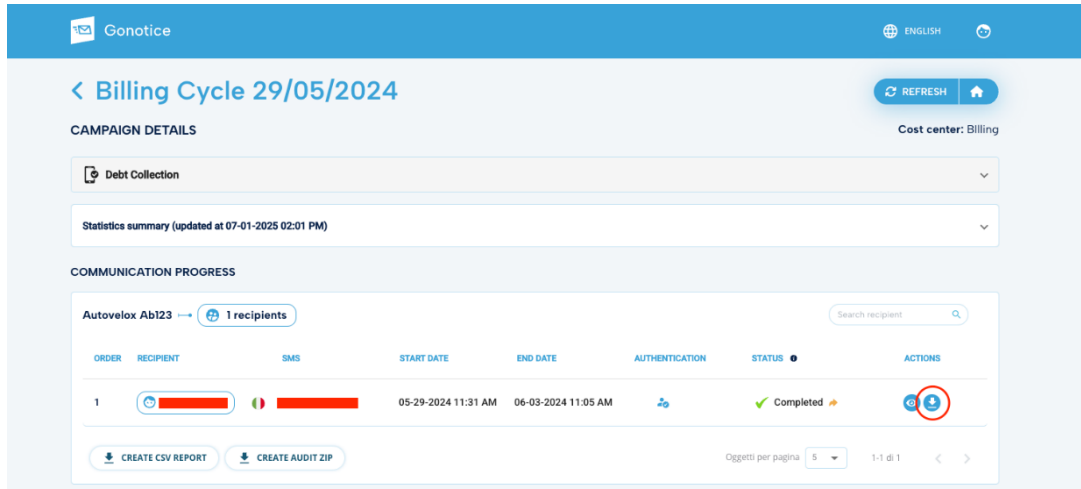 Gonotice
ENGLISH
Billing Cycle 29/05/2024
REFRESH
CAMPAIGN DETAILS
Cost center: BIlling
Debt Collection
Statistics summary (updated at 07-01-2025 02:01 PM)
COMMUNICATION PROGRESS
Autovelox Ab123
1 recipients
Search recipient
ORDER RECIPIENT SMS START DATE END DATE AUTHENTICATION STATUS ACTIONS
1 05-29-2024 11:31 AM 06-03-2024 11:05 AM Completed
CREATE CSV REPORT CREATE AUDIT ZIP Oggetti per pagina 5 1-1 di 1